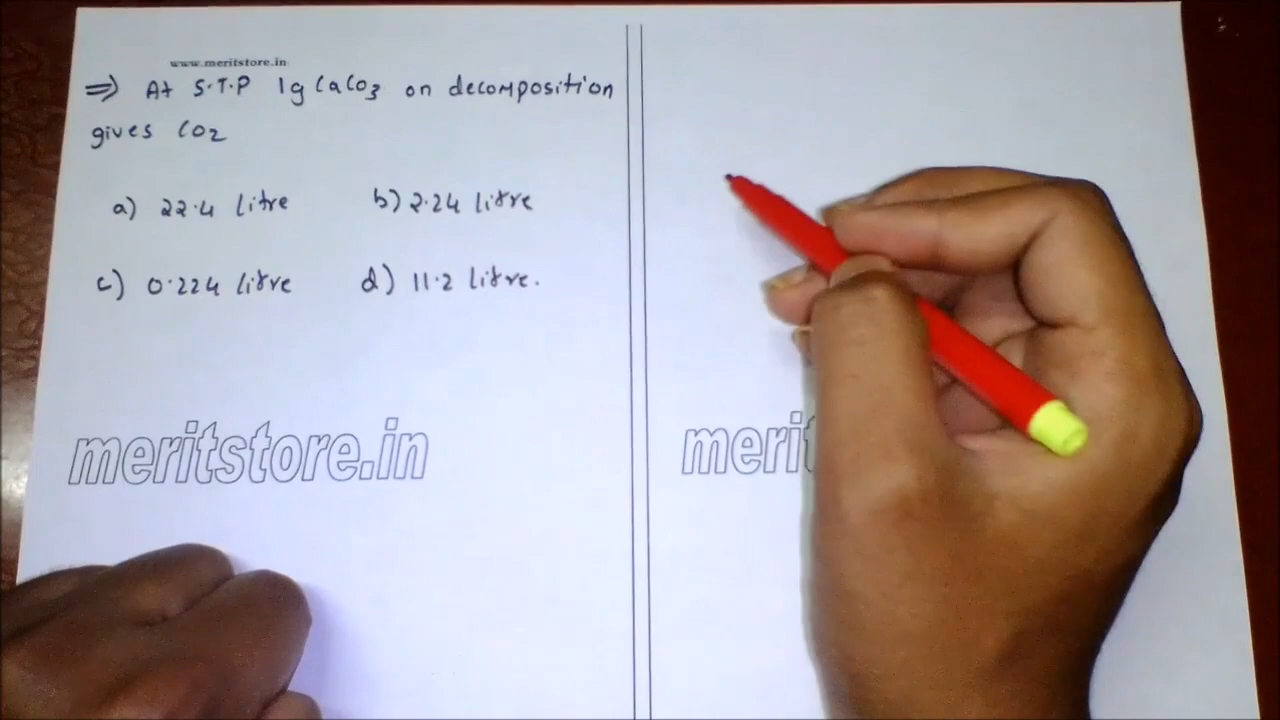 www.meritstore.in
⇒ At S.T.P 1g CaCO3 on decomposition
gives CO2
a) 22.4 litre b) 2.24 litre
c) 0.224 litre d) 11.2 litre.
meritstore.in
merit